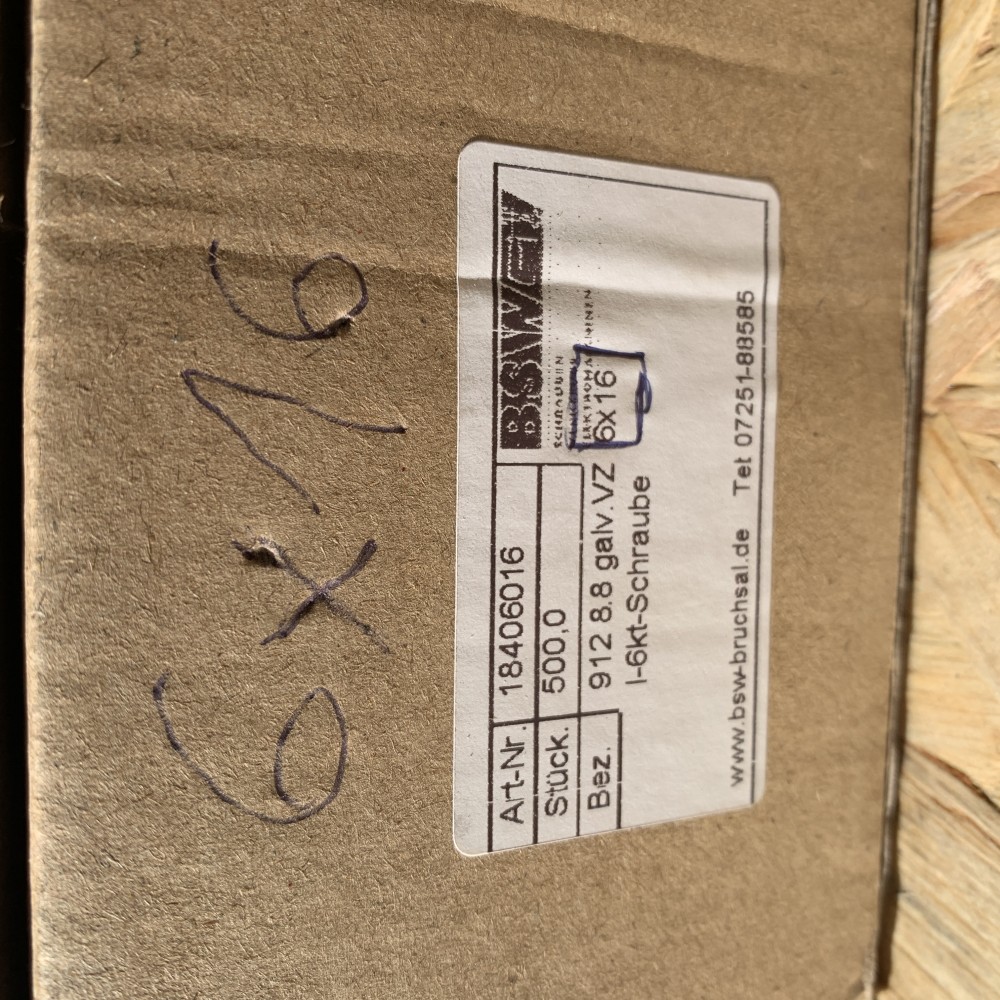 6x16
BSW
SCHRAUBEN
Art-Nr. 18406016
Stück. 500,0
Bez. 912 8.8 galv.VZ 6x16
I-6kt-Schraube
www.bsw-bruchsal.de Tel 07251-88585